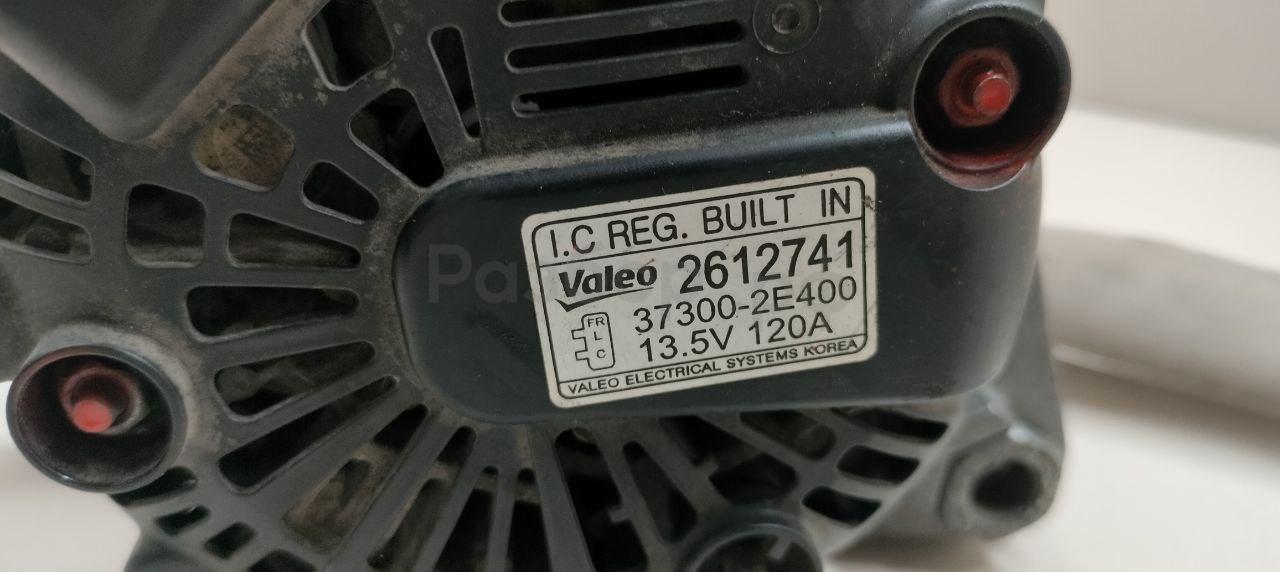 I.C REG. BUILT IN
Valeo 2612741
37300-2E400
FR
L
C
13.5V 120A
VALEO ELECTRICAL SYSTEMS KOREA